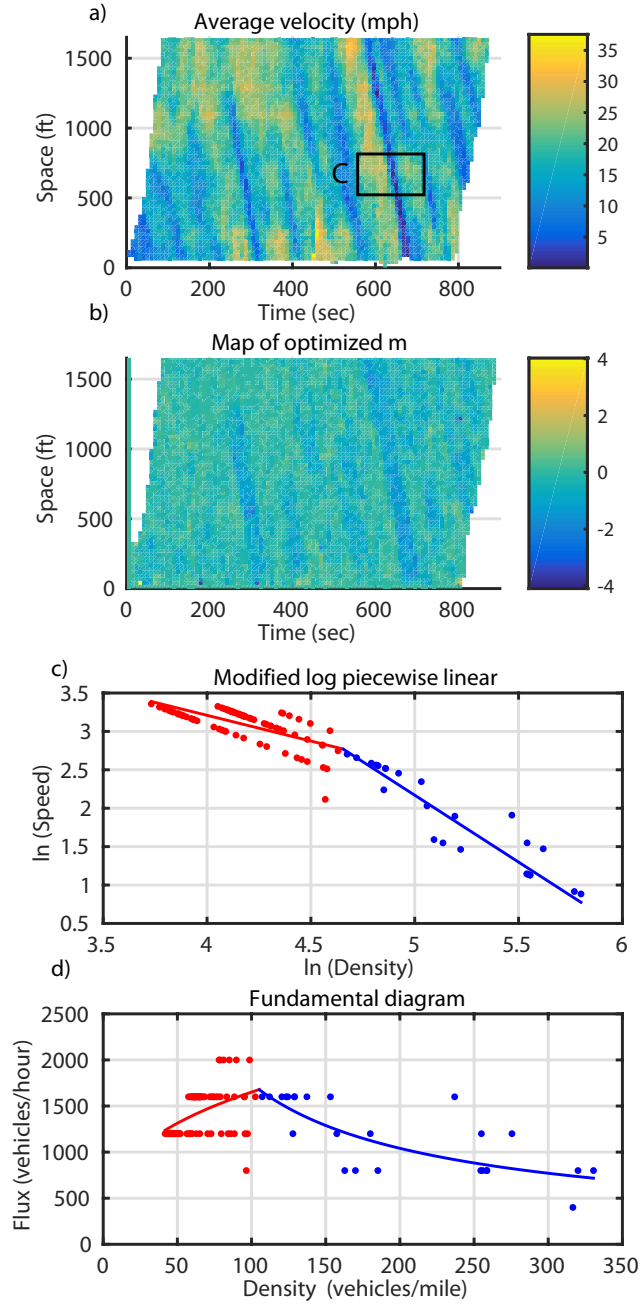 a)
Average velocity (mph)
Space (ft)
1500
1000
500
0
C
0 200 400 600 800
Time (sec)
35
30
25
20
15
10
5
b)
Map of optimized m
Space (ft)
1500
1000
500
0
0 200 400 600 800
Time (sec)
4
2
0
-2
-4
c)
Modified log piecewise linear
ln (Speed)
3.5
3
2.5
2
1.5
1
0.5
3.5 4 4.5 5 5.5 6
ln (Density)
d)
Fundamental diagram
Flux (vehicles/hour)
2500
2000
1500
1000
500
0
0 50 100 150 200 250 300 350
Density (vehicles/mile)